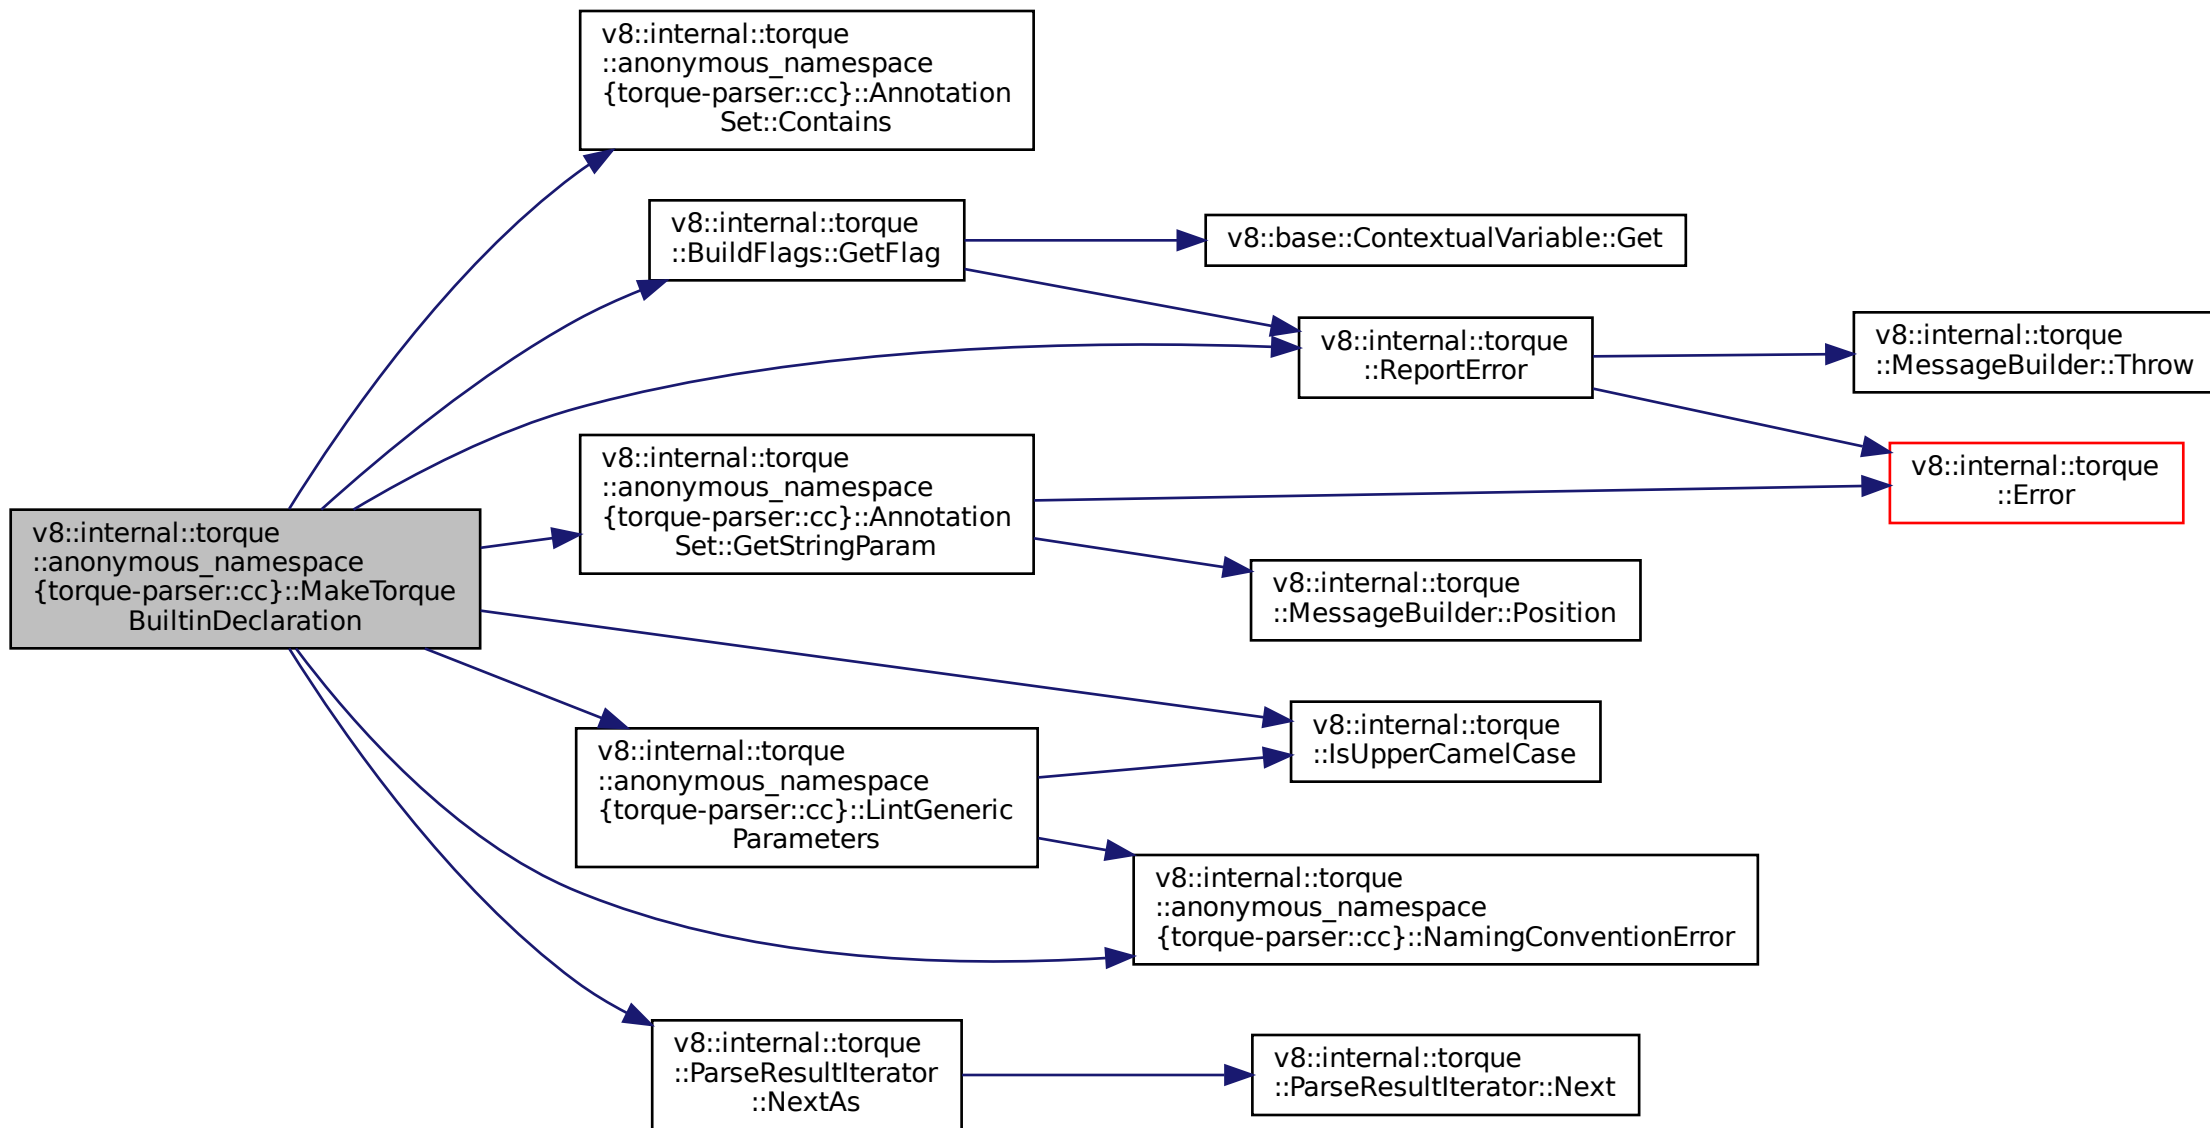 v8::internal::torque
::anonymous_namespace
{torque-parser::cc}::Annotation
Set::Contains
v8::internal::torque
::BuildFlags::GetFlag
v8::base::ContextualVariable::Get
v8::internal::torque
::ReportError
v8::internal::torque
::MessageBuilder::Throw
v8::internal::torque
::anonymous_namespace
{torque-parser::cc}::Annotation
Set::GetStringParam
v8::internal::torque
::Error
v8::internal::torque
::anonymous_namespace
{torque-parser::cc}::MakeTorque
BuiltinDeclaration
v8::internal::torque
::MessageBuilder::Position
v8::internal::torque
::IsUpperCamelCase
v8::internal::torque
::anonymous_namespace
{torque-parser::cc}::LintGeneric
Parameters
v8::internal::torque
::anonymous_namespace
{torque-parser::cc}::NamingConventionError
v8::internal::torque
::ParseResultIterator
::NextAs
v8::internal::torque
::ParseResultIterator::Next